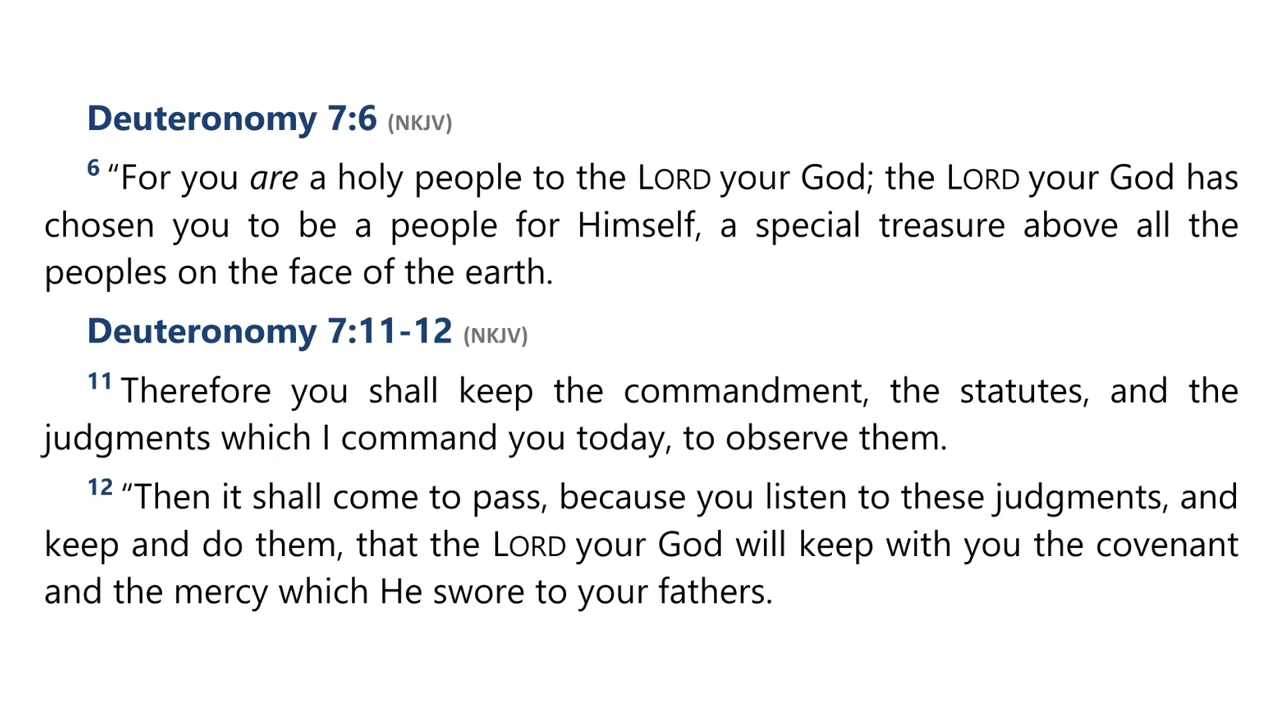 Deuteronomy 7:6 (NKJV)
6 “For you are a holy people to the LORD your God; the LORD your God has
chosen you to be a people for Himself, a special treasure above all the
peoples on the face of the earth.
Deuteronomy 7:11-12 (NKJV)
11 Therefore you shall keep the commandment, the statutes, and the
judgments which I command you today, to observe them.
12 “Then it shall come to pass, because you listen to these judgments, and
keep and do them, that the LORD your God will keep with you the covenant
and the mercy which He swore to your fathers.